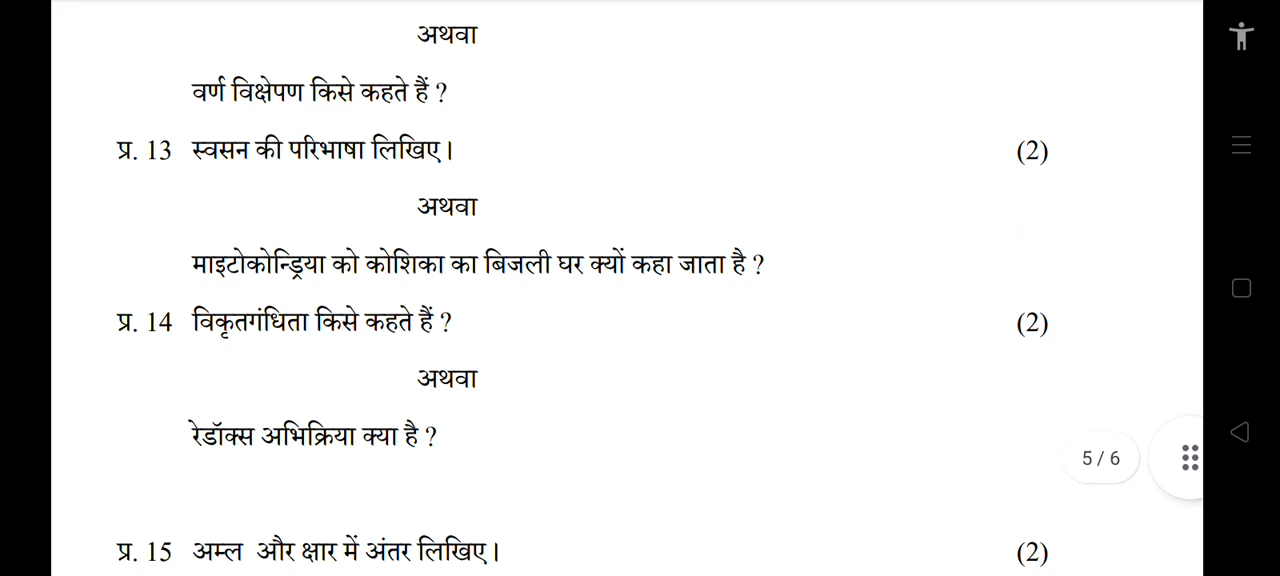 अथवा
वर्ण विक्षेपण किसे कहते हैं ?
प्र. 13 स्वसन की परिभाषा लिखिए। (2)
अथवा
माइटोकोन्ड्रिया को कोशिका का बिजली घर क्यों कहा जाता है ?
प्र. 14 विकृतगंधिता किसे कहते हैं ? (2)
अथवा
रेडॉक्स अभिक्रिया क्या है ?
5 / 6
प्र. 15 अम्ल और क्षार में अंतर लिखिए। (2)